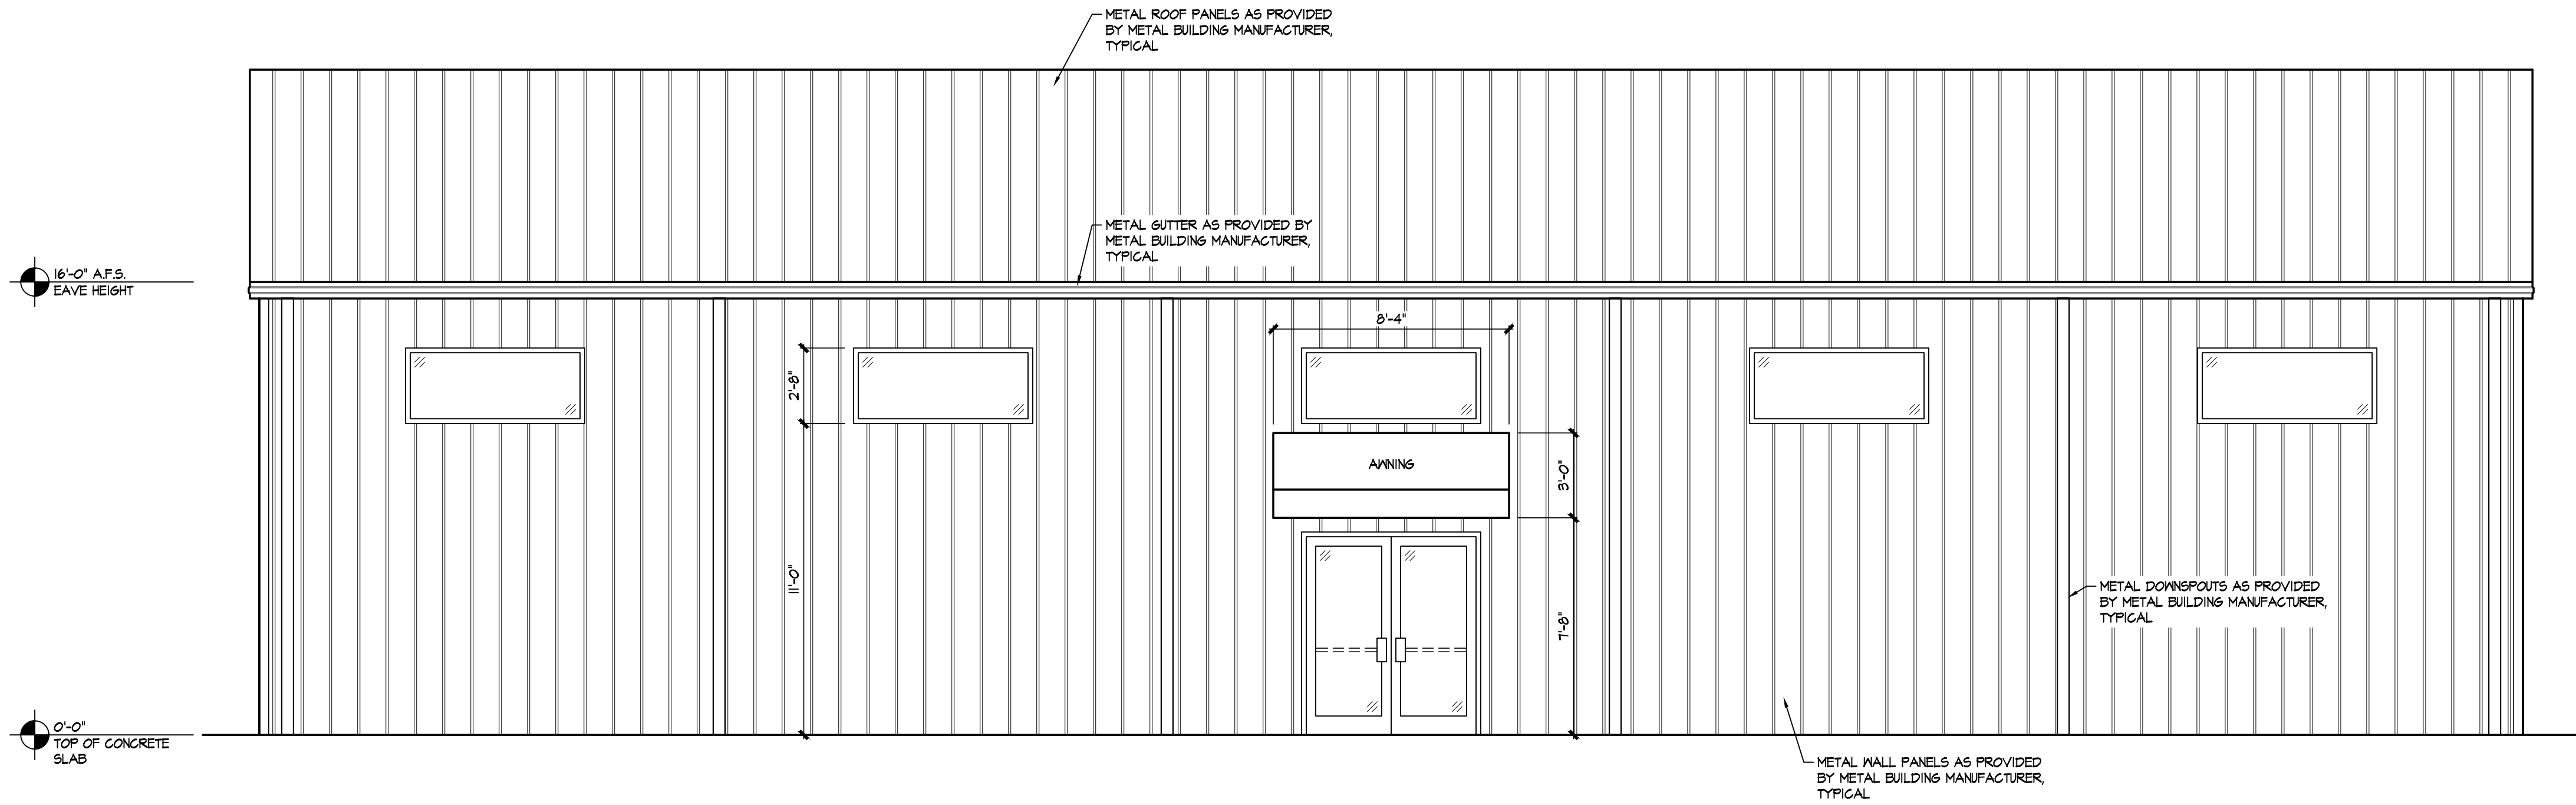 METAL ROOF PANELS AS PROVIDED
BY METAL BUILDING MANUFACTURER,
TYPICAL
METAL GUTTER AS PROVIDED BY
METAL BUILDING MANUFACTURER,
TYPICAL
16'-0" A.F.S.
EAVE HEIGHT
8'-4"
2'-8"
AWNING
3'-0"
11'-0"
7'-8"
METAL DOWNSPOUTS AS PROVIDED
BY METAL BUILDING MANUFACTURER,
TYPICAL
0'-0"
TOP OF CONCRETE
SLAB
METAL WALL PANELS AS PROVIDED
BY METAL BUILDING MANUFACTURER,
TYPICAL